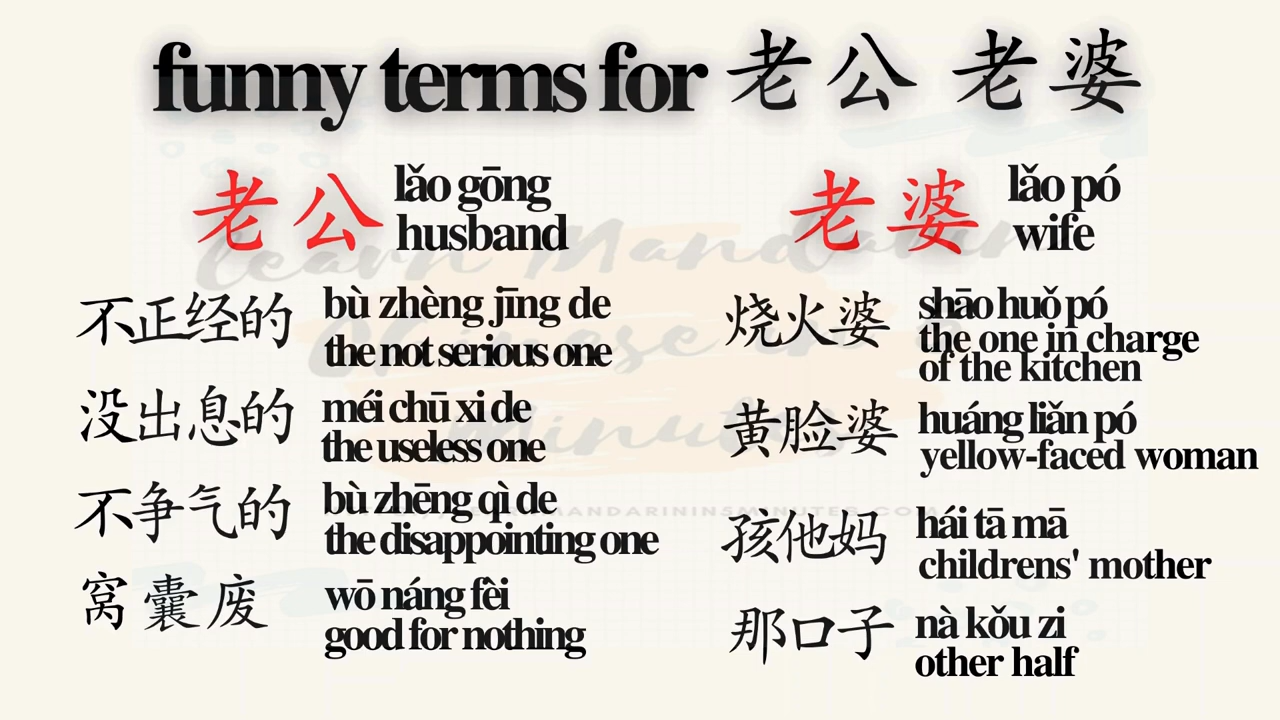 funny terms for 老公 老婆
老公
lǎo gōng
husband
不正经的
bù zhèng jīng de
the not serious one
没出息的
méi chū xi de
the useless one
不争气的
bù zhēng qì de
the disappointing one
窝囊废
wō náng fèi
good for nothing
老婆
lǎo pó
wife
烧火婆
shāo huǒ pó
the one in charge
of the kitchen
黄脸婆
huáng liǎn pó
yellow-faced woman
孩他妈
hái tā mā
childrens' mother
那口子
nà kǒu zi
other half
learn Mandarin
Chinese in
Minutes